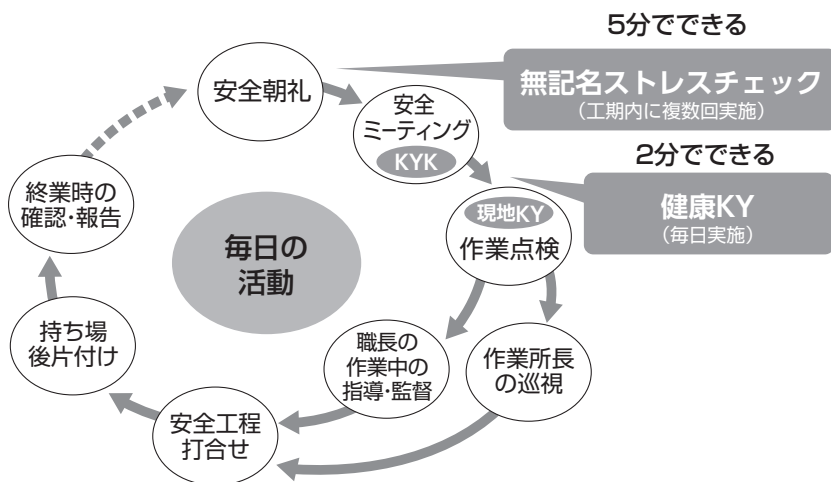 5分でできる
無記名ストレスチェック
（工期内に複数回実施）
安全朝礼
安全
ミーティング
KYK
2分でできる
健康KY
（毎日実施）
現地KY
作業点検
終業時の
確認・報告
毎日の
活動
持ち場
後片付け
職長の
作業中の
指導・監督
作業所長
の巡視
安全工程
打合せ